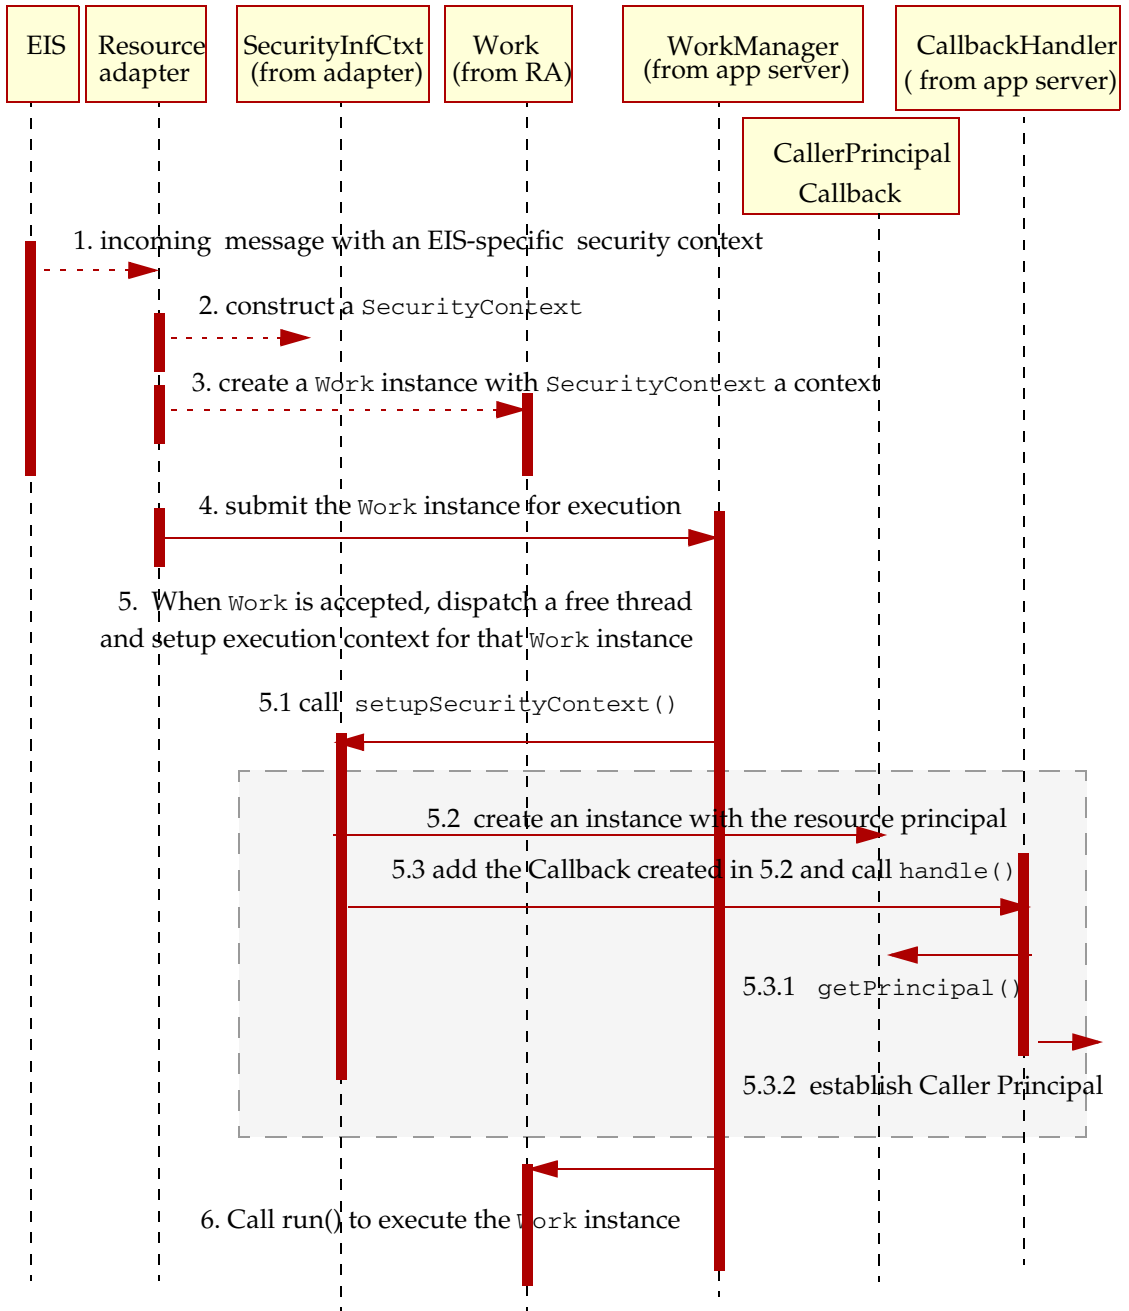 EIS
Resource
adapter
SecurityInfCtxt
(from adapter)
Work
(from RA)
WorkManager
(from app server)
CallbackHandler
( from app server)
CallerPrincipal
Callback
1. incoming  message with an EIS-specific  security context
2. construct a SecurityContext
3. create a Work instance with SecurityContext a context
4. submit the Work instance for execution
5.  When Work is accepted, dispatch a free thread
and setup execution context for that Work instance
5.1 call  setupSecurityContext()
5.2  create an instance with the resource principal
5.3 add the Callback created in 5.2 and call handle()
5.3.1   getPrincipal()
5.3.2  establish Caller Principal
6. Call run() to execute the Work instance